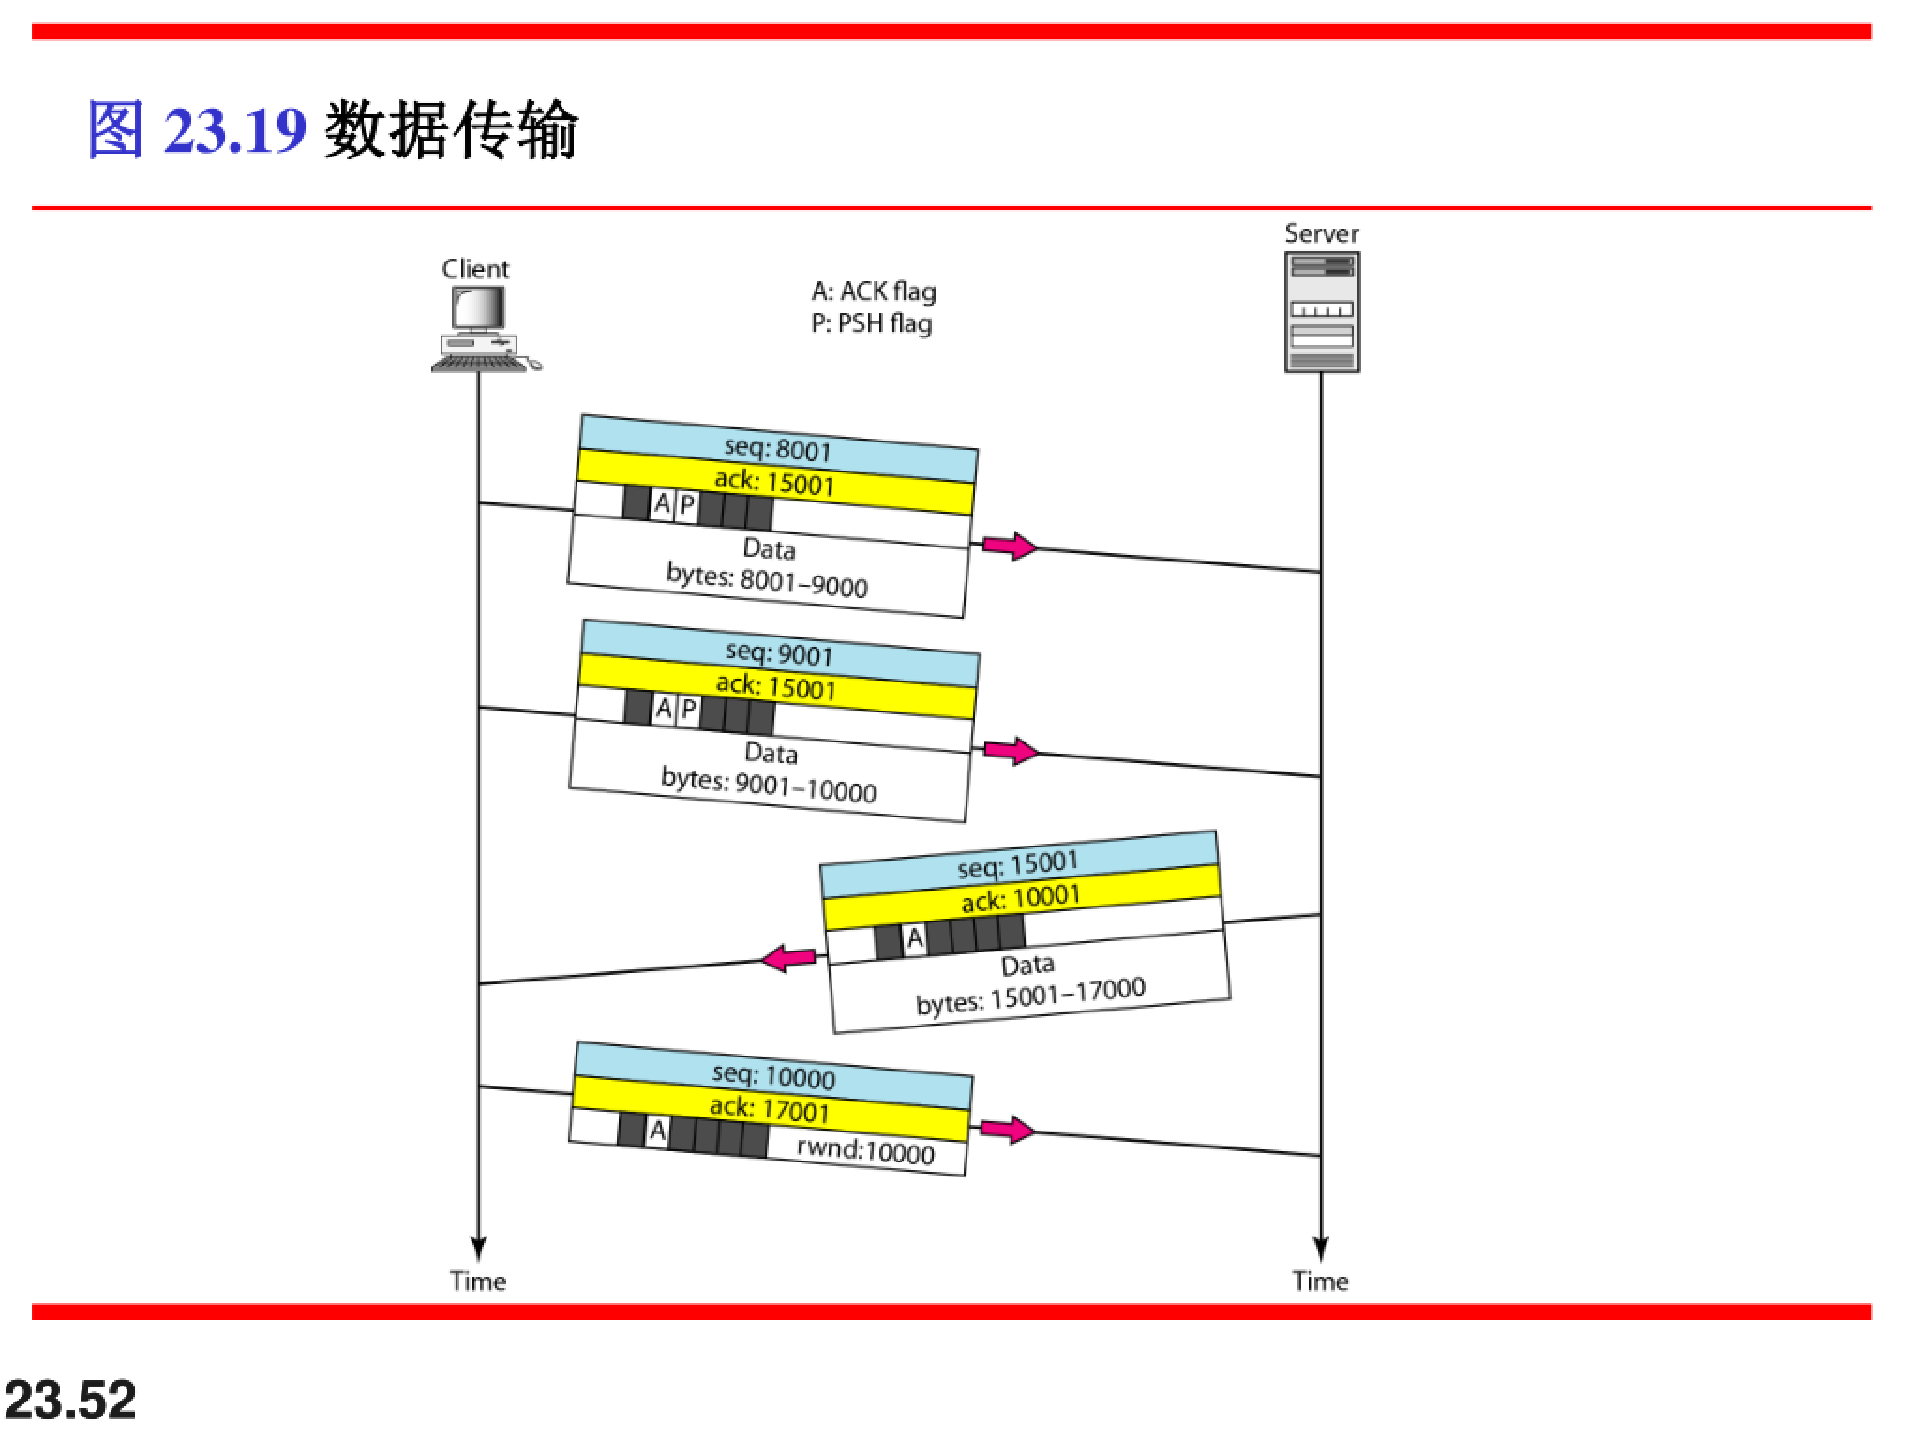 图 23.19 数据传输
Server
Client
A: ACK flag
P: PSH flag
seq: 8001
ack: 15001
A P
Data
bytes: 8001–9000
seq: 9001
ack: 15001
A P
Data
bytes: 9001–10000
seq: 15001
ack: 10001
A
Data
bytes: 15001–17000
seq: 10000
ack: 17001
A rwnd:10000
Time Time
23.52